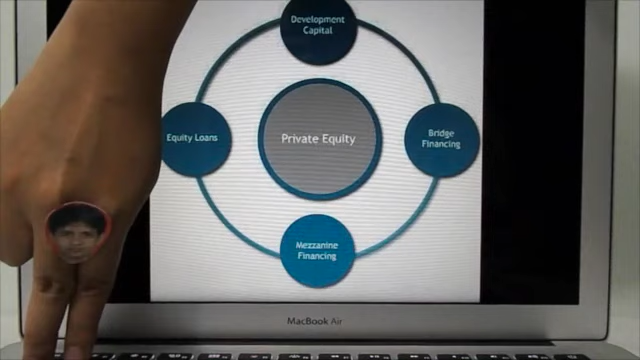 Development
Capital
Equity Loans
Private Equity
Bridge
Financing
Mezzanine
Financing
MacBook Air